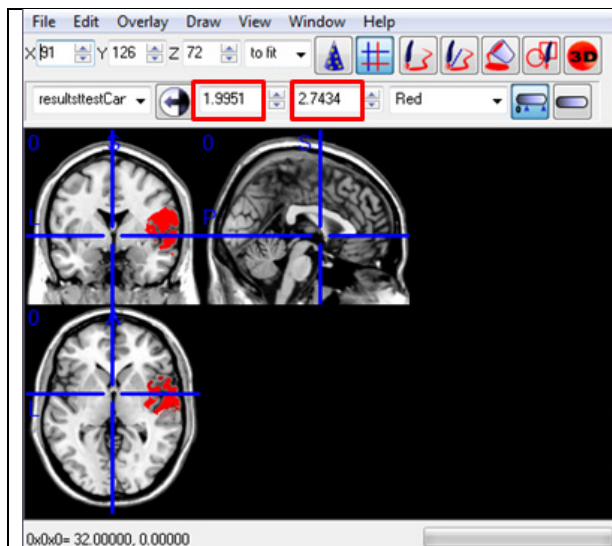 File Edit Overlay Draw View Window Help
X 91 Y 126 Z 72 to fit 3D
resultsttestCar 1.9951 2.7434 Red
0 S 0 S
L P
0 A
L
0x0x0= 32.00000, 0.00000